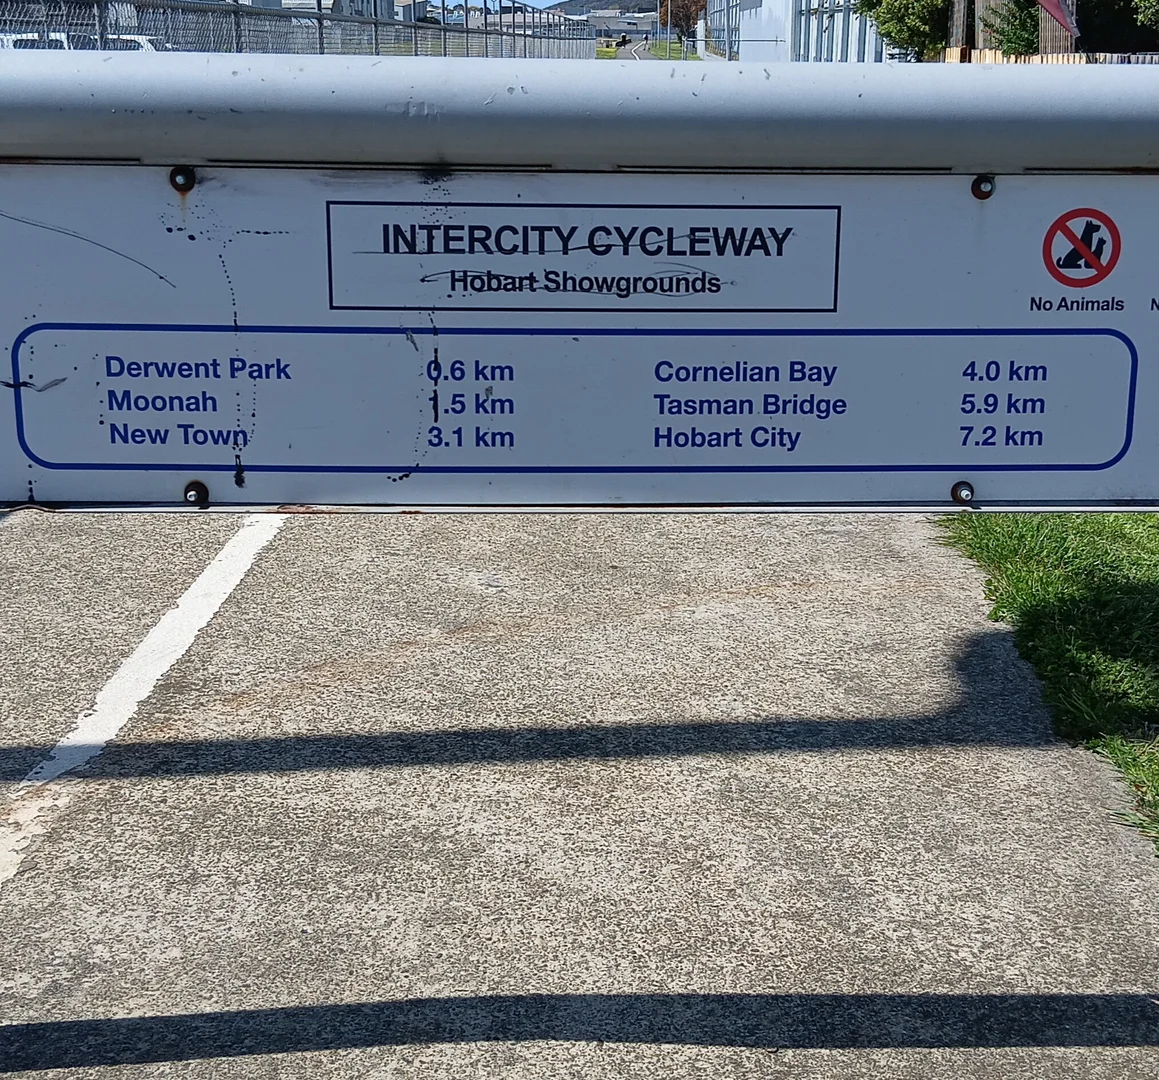 INTERCITY CYCLEWAY
Hobart Showgrounds
No Animals
Derwent Park 0.6 km
Moonah 1.5 km
New Town 3.1 km
Cornelian Bay 4.0 km
Tasman Bridge 5.9 km
Hobart City 7.2 km